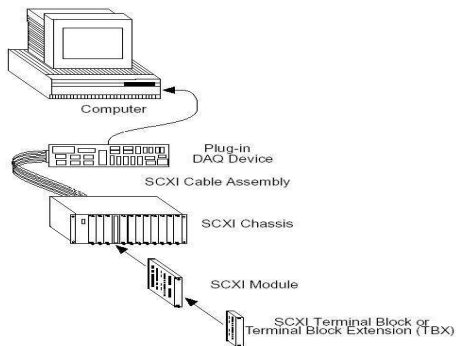 Computer
Plug-in
DAQ Device
SCXI Cable Assembly
SCXI Chassis
SCXI Module
SCXI Terminal Block or
Terminal Block Extension (TBX)